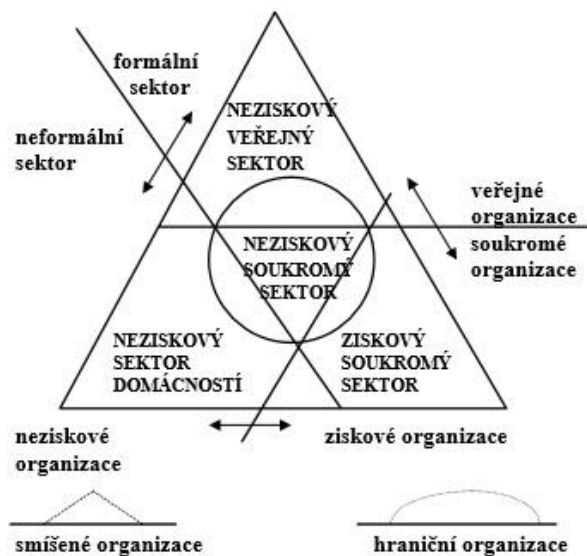 formální
sektor
neformální
sektor
NEZISKOVÝ
VEŘEJNÝ
SEKTOR
veřejné
organizace
soukromé
organizace
NEZISKOVÝ
SOUKROMÝ
SEKTOR
NEZISKOVÝ
SEKTOR
DOMÁCNOSTÍ
ZISKOVÝ
SOUKROMÝ
SEKTOR
neziskové
organizace
ziskové organizace
smíšené organizace
hraniční organizace